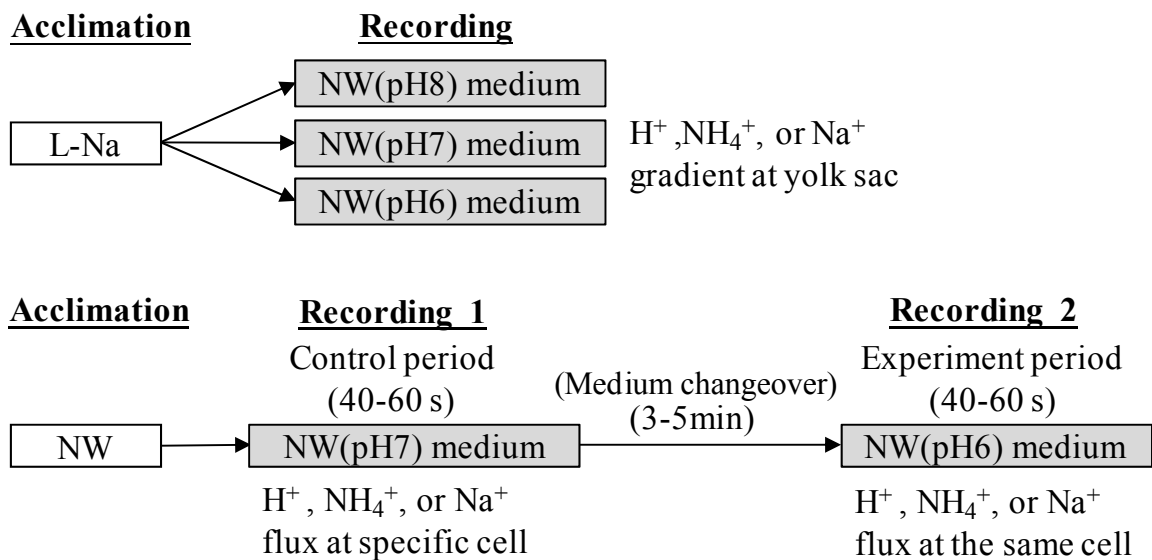 Acclimation Recording
NW(pH8) medium
L-Na NW(pH7) medium
NW(pH6) medium
H⁺ ,NH₄⁺, or Na⁺
gradient at yolk sac
Acclimation Recording 1 Recording 2
Control period
(40-60 s)
(Medium changeover)
(3-5min)
Experiment period
(40-60 s)
NW NW(pH7) medium NW(pH6) medium
H⁺ , NH₄⁺, or Na⁺
flux at specific cell
H⁺ , NH₄⁺, or Na⁺
flux at the same cell